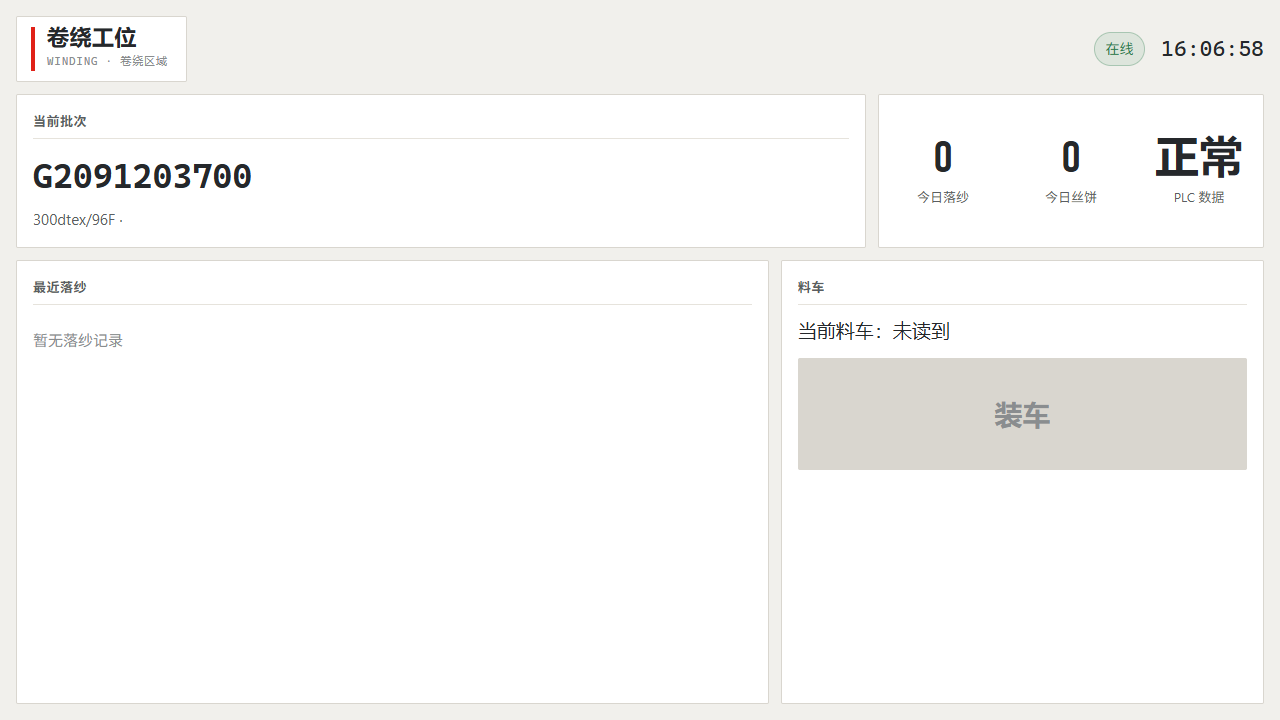 卷绕工位
WINDING · 卷绕区域
在线
16:06:58
当前批次
G2091203700
300dtex/96F ·
0
今日落纱
0
今日丝饼
正常
PLC 数据
最近落纱
暂无落纱记录
料车
当前料车：未读到
装车